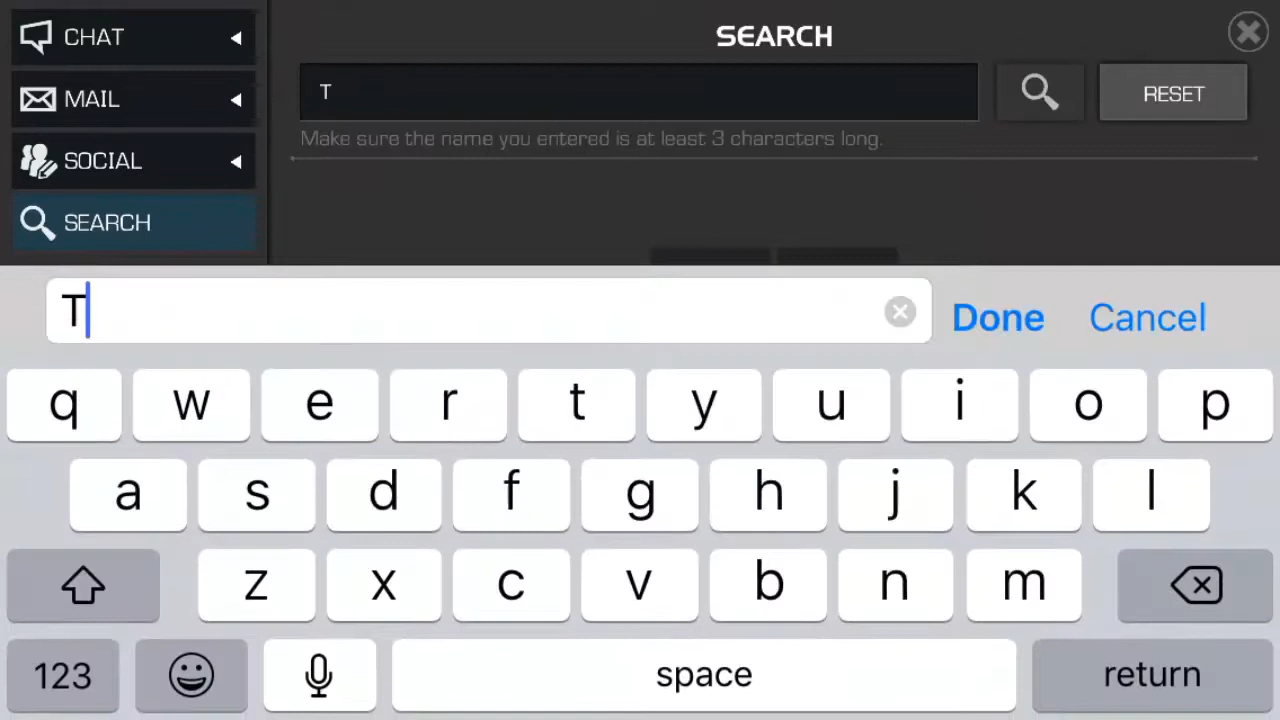 CHAT
MAIL
SOCIAL
SEARCH
SEARCH
T
RESET
Make sure the name you entered is at least 3 characters long.
T
Done
Cancel
q w e r t y u i o p
a s d f g h j k l
z x c v b n m
123
space
return